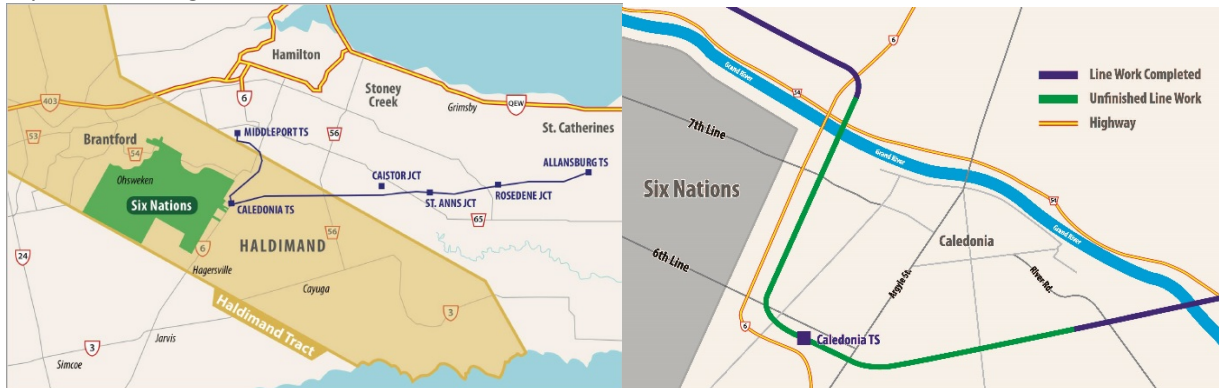 Hamilton
Stoney
Creek
Grimsby
QEW
St. Catherines
403
6
53
Brantford
54
MIDDLEPORT TS
56
Ohsweken
Six Nations
CALEDONIA TS
CAISTOR JCT
ST. ANNS JCT
ROSEDENE JCT
ALLANSBURG TS
65
HALDIMAND
56
6
24
Hagersville
Cayuga
3
Haldimand Tract
Jarvis
3
Simcoe
6
Grand River
54
Line Work Completed
Unfinished Line Work
Highway
7th Line
Grand River
Six Nations
54
Grand River
Caledonia
6th Line
Argyle St.
River Rd.
6
Caledonia TS